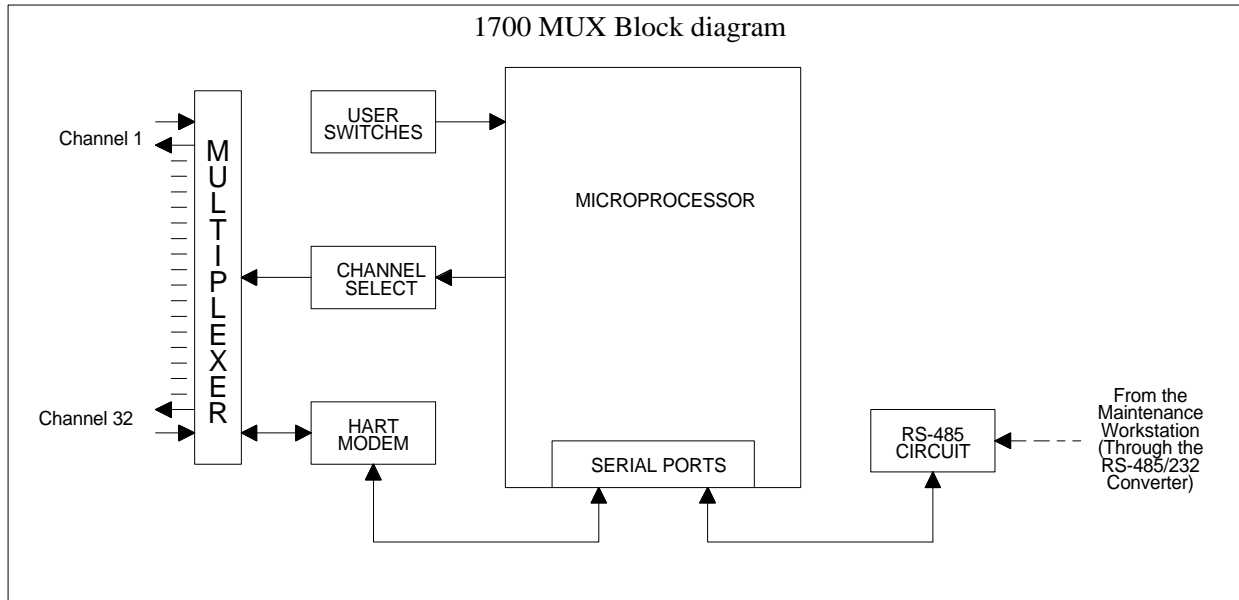 1700 MUX Block diagram
Channel 1
MULTIPLEXER
USER
SWITCHES
MICROPROCESSOR
CHANNEL
SELECT
Channel 32
HART
MODEM
SERIAL PORTS
RS-485
CIRCUIT
From the
Maintenance
Workstation
(Through the
RS-485/232
Converter)